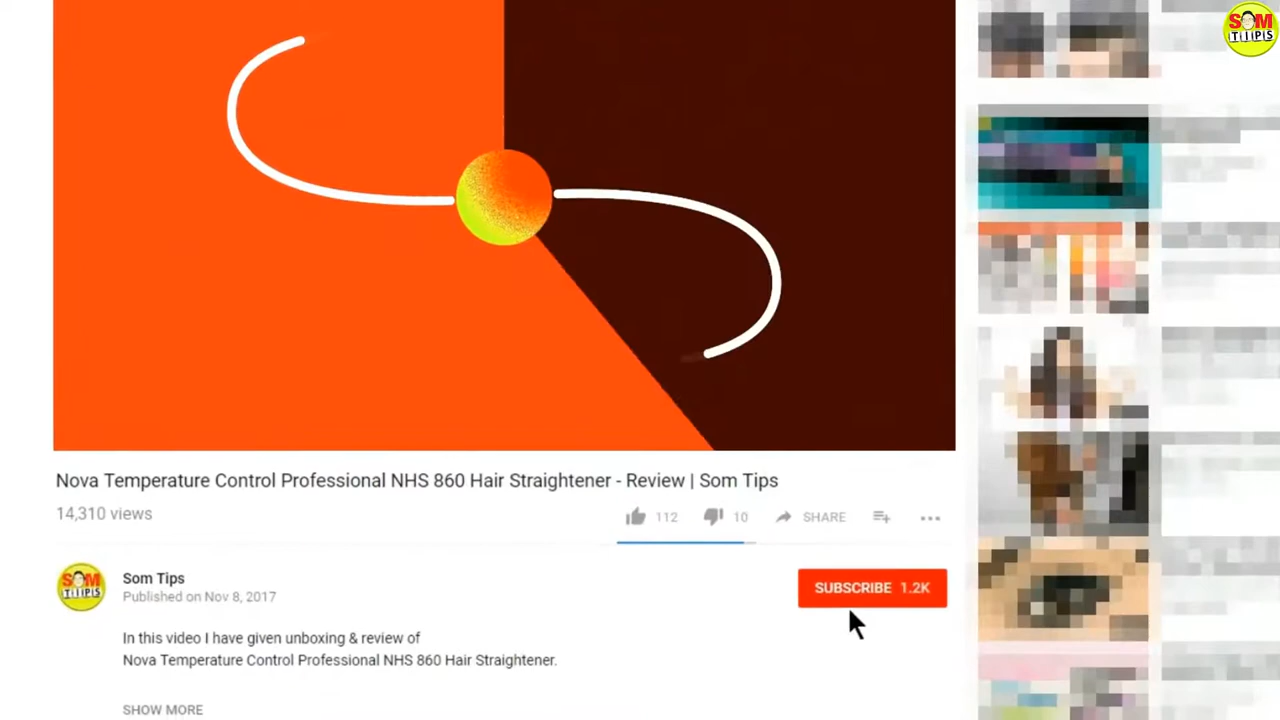 SOM
TIPS
Nova Temperature Control Professional NHS 860 Hair Straightener - Review | Som Tips
14,310 views
112
10
SHARE
SOM
TIPS
Som Tips
Published on Nov 8, 2017
SUBSCRIBE 1.2K
In this video I have given unboxing & review of
Nova Temperature Control Professional NHS 860 Hair Straightener.
SHOW MORE